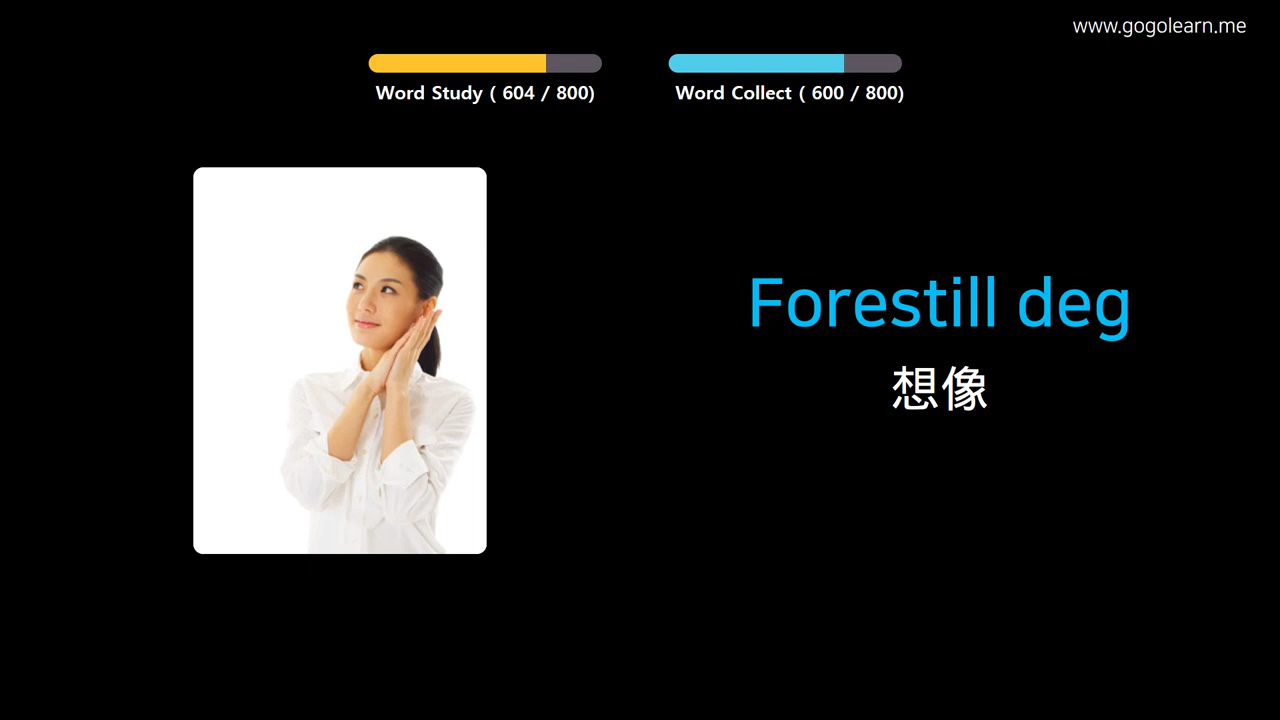 www.gogolearn.me
Word Study ( 604 / 800)
Word Collect ( 600 / 800)
Forestill deg
想像